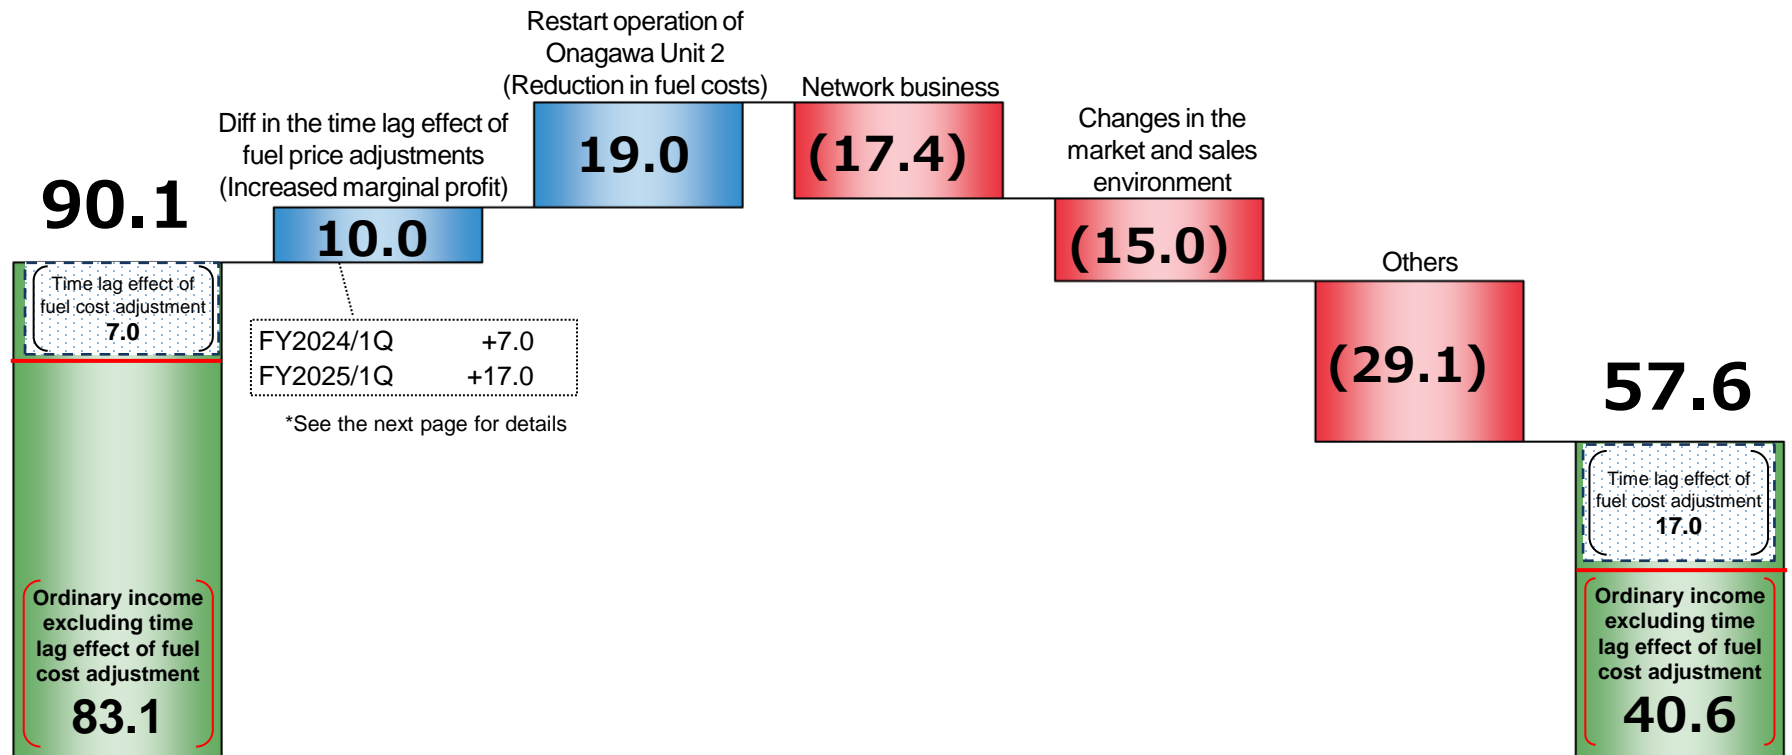 90.1
Time lag effect of
fuel cost adjustment
7.0
Ordinary income
excluding time
lag effect of fuel
cost adjustment
83.1
Diff in the time lag effect of
fuel price adjustments
(Increased marginal profit)
10.0
FY2024/1Q +7.0
FY2025/1Q +17.0
*See the next page for details
Restart operation of
Onagawa Unit 2
(Reduction in fuel costs)
19.0
Network business
(17.4)
Changes in the
market and sales
environment
(15.0)
Others
(29.1)
57.6
Time lag effect of
fuel cost adjustment
17.0
Ordinary income
excluding time
lag effect of fuel
cost adjustment
40.6